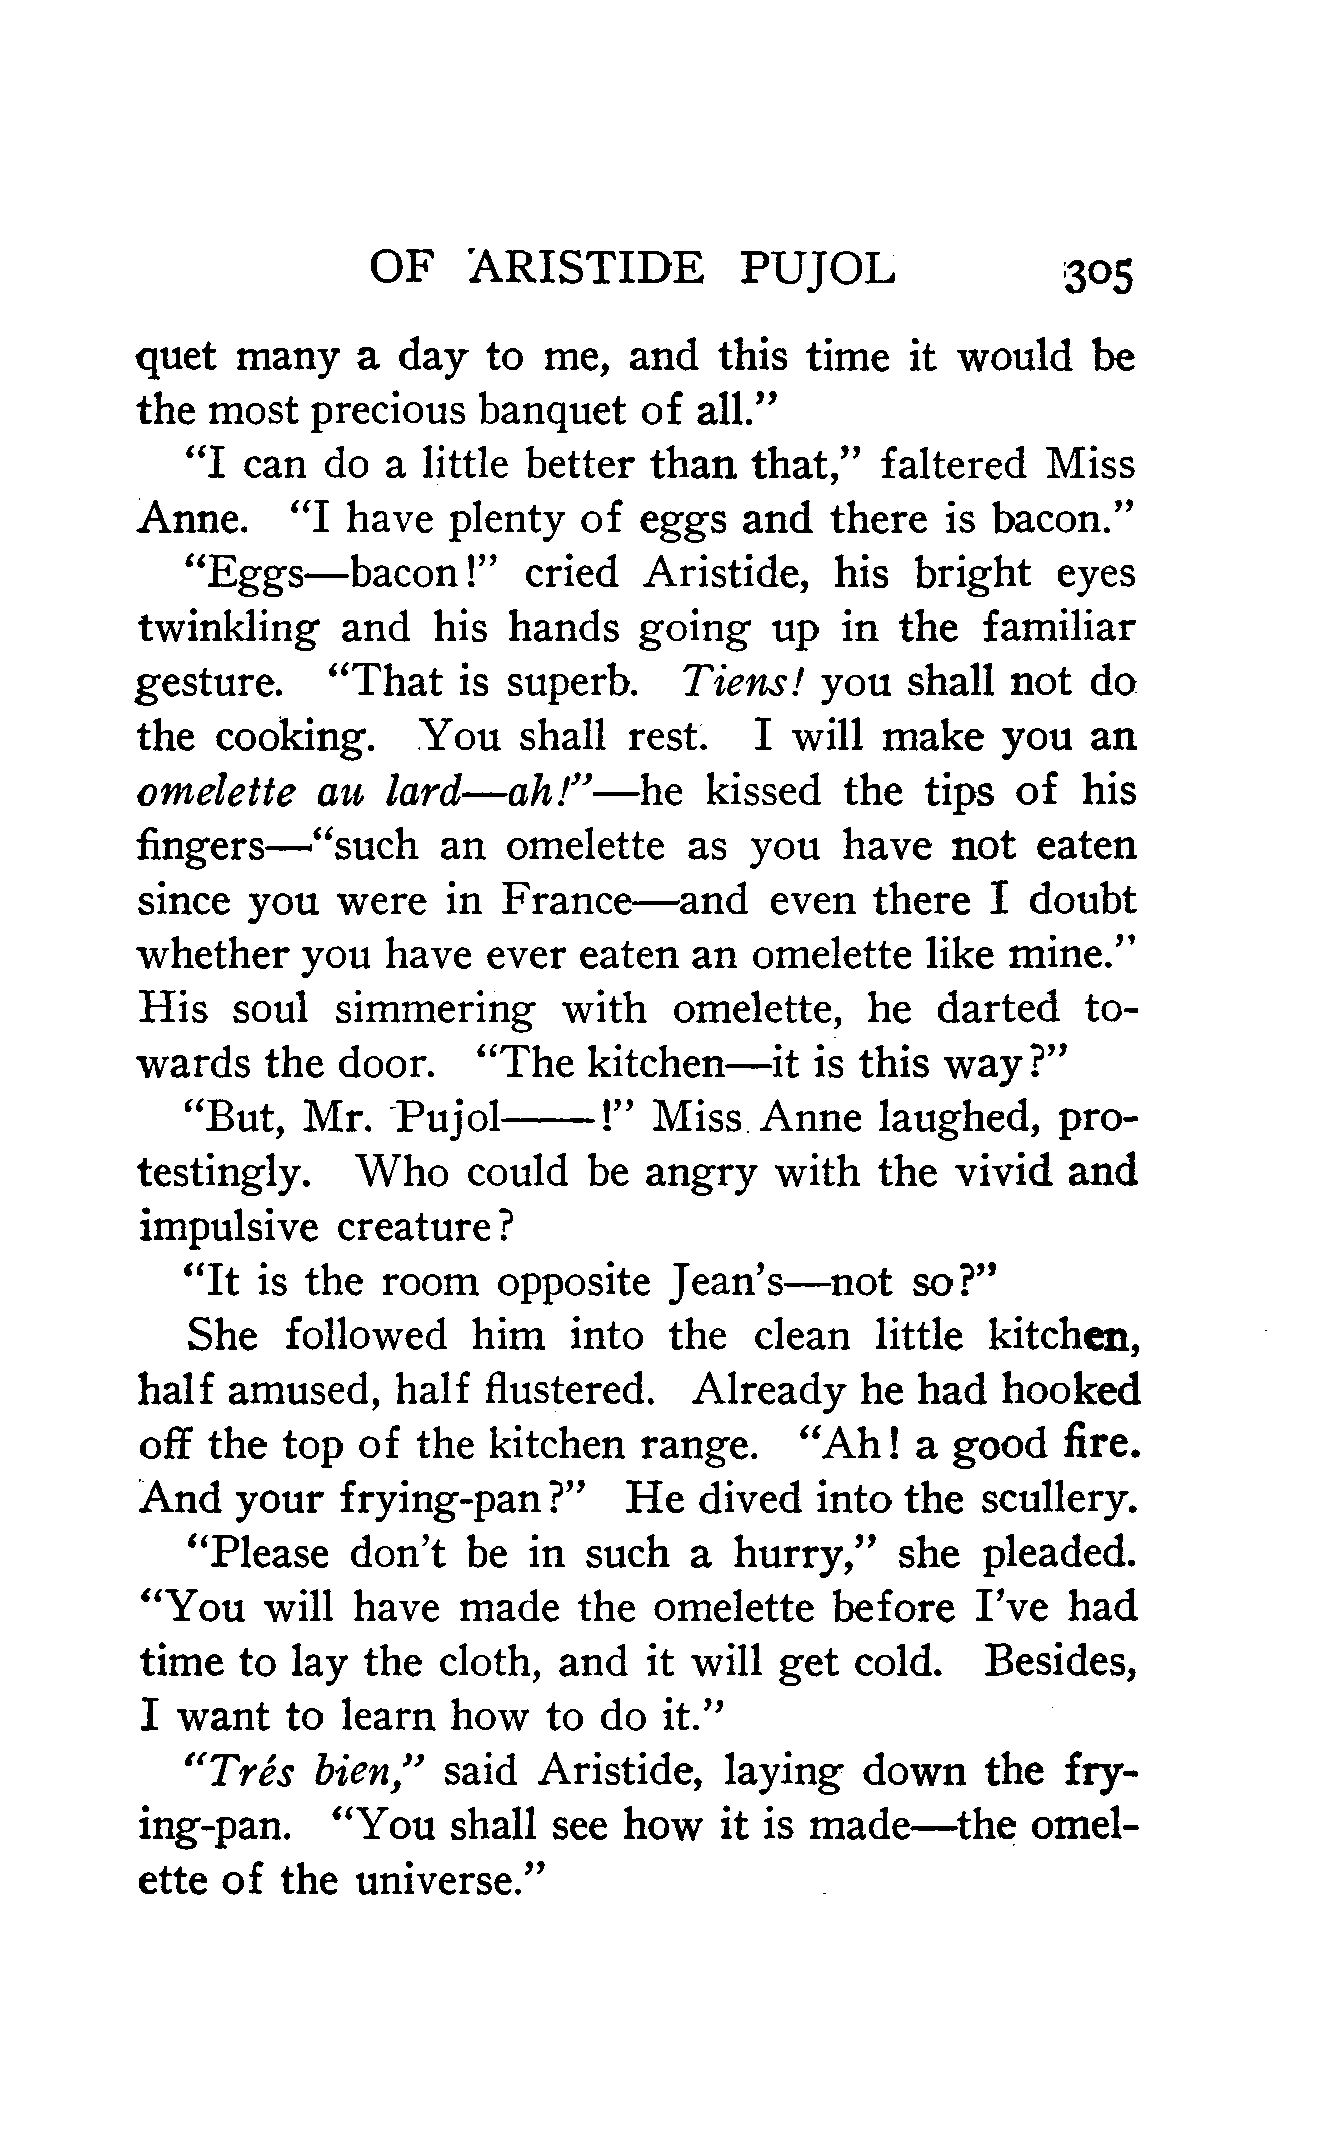 OF ARISTIDE PUJOL 305
quet many a day to me, and this time it would be
the most precious banquet of all.”
“I can do a little better than that,” faltered Miss
Anne. “I have plenty of eggs and there is bacon.”
“Eggs—bacon!” cried Aristide, his bright eyes
twinkling and his hands going up in the familiar
gesture. “That is superb. Tiens! you shall not do
the cooking. You shall rest. I will make you an
omelette au lard—ah!”—he kissed the tips of his
fingers—“such an omelette as you have not eaten
since you were in France—and even there I doubt
whether you have ever eaten an omelette like mine.”
His soul simmering with omelette, he darted to-
wards the door. “The kitchen—it is this way?”
“But, Mr. Pujol——!” Miss Anne laughed, pro-
testingly. Who could be angry with the vivid and
impulsive creature?
“It is the room opposite Jean’s—not so?”
She followed him into the clean little kitchen,
half amused, half flustered. Already he had hooked
off the top of the kitchen range. “Ah! a good fire.
And your frying-pan?” He dived into the scullery.
“Please don’t be in such a hurry,” she pleaded.
“You will have made the omelette before I’ve had
time to lay the cloth, and it will get cold. Besides,
I want to learn how to do it.”
“Trés bien,” said Aristide, laying down the fry-
ing-pan. “You shall see how it is made—the omel-
ette of the universe.”